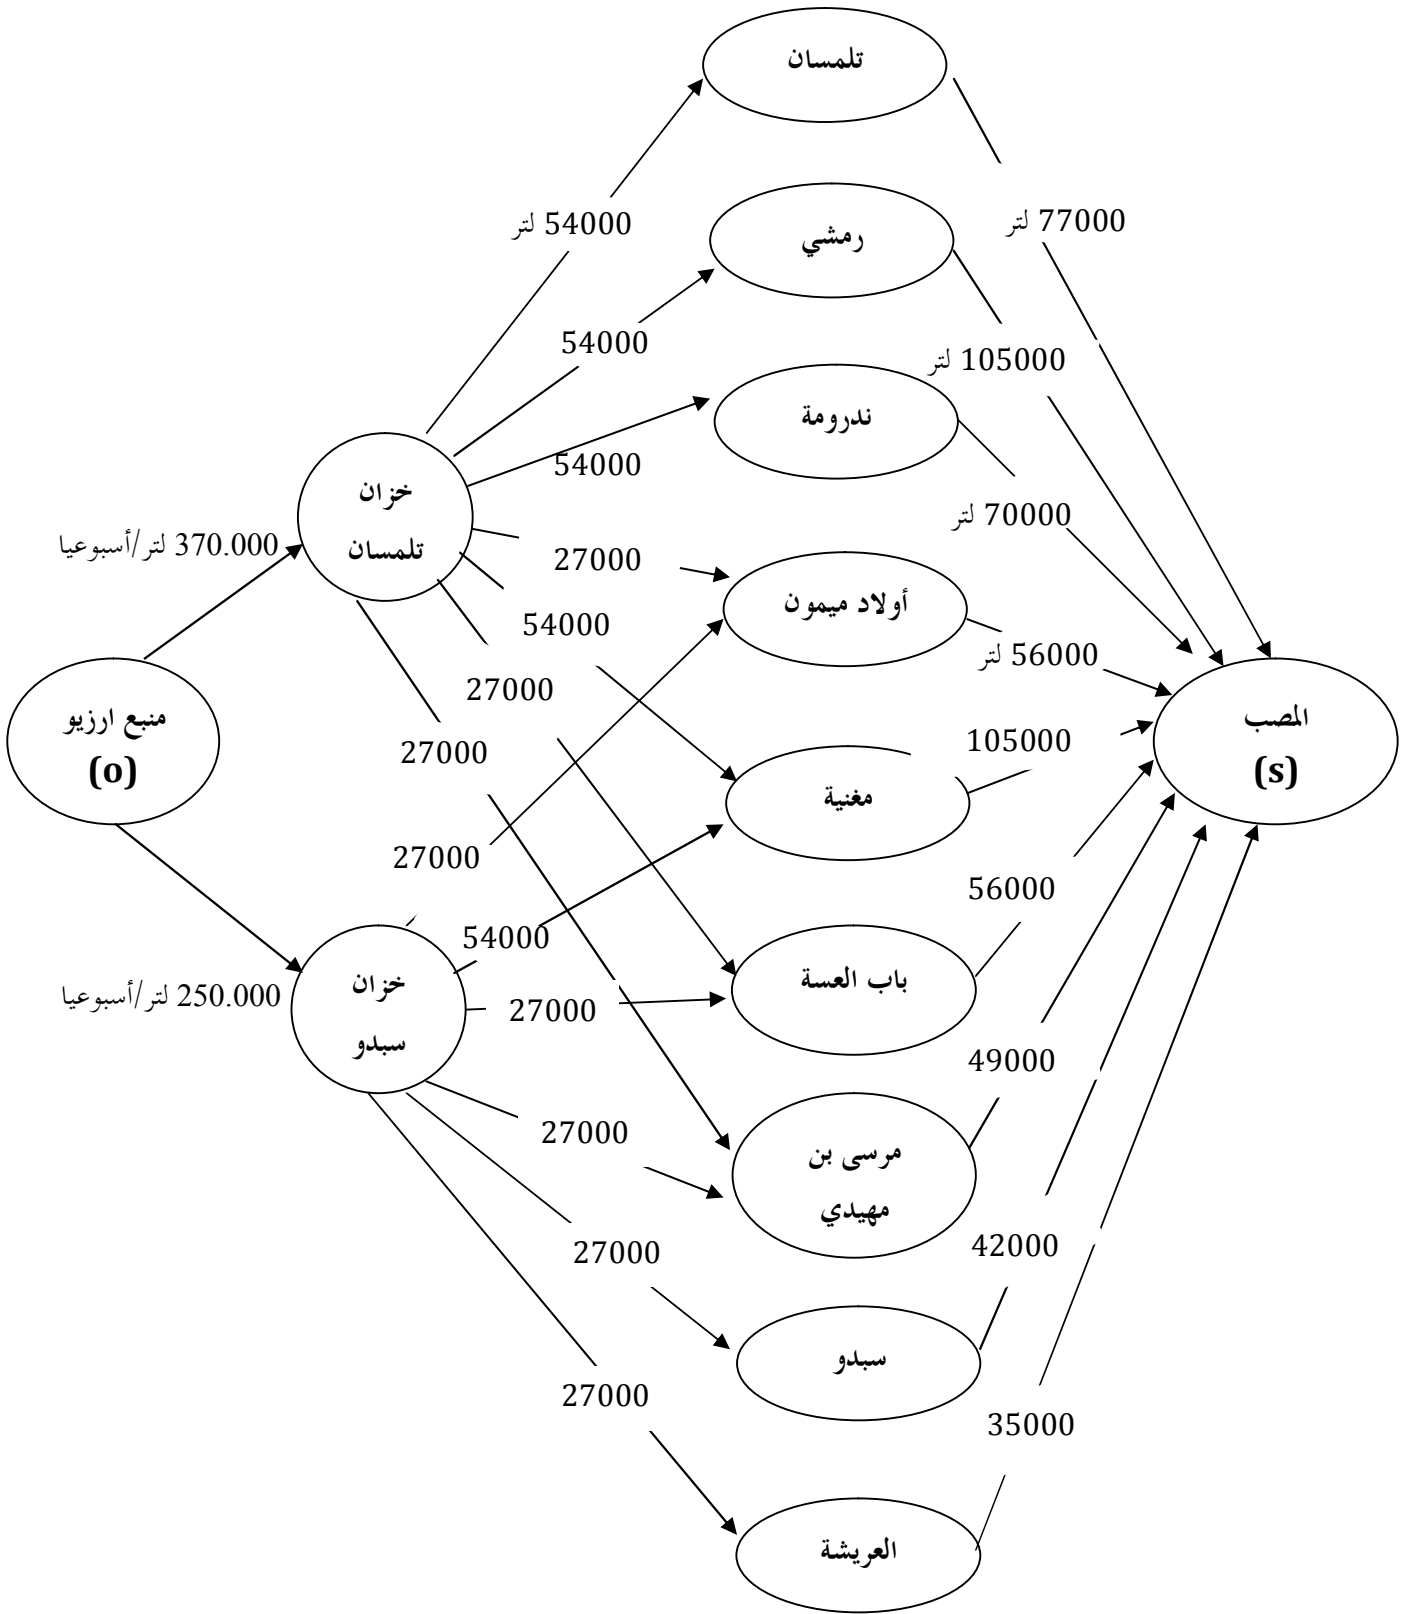 تلمسان
54000 لتر
77000 لتر
رمشي
54000
105000 لتر
ندرومة
54000
خزان
تلمسان
370.000 لتر/أسبوعيا
70000 لتر
27000
أولاد ميمون
54000
56000 لتر
27000
منبع ارزيو
(o)
المصب
(s)
27000
105000
مغنية
27000
56000
54000
خزان
سبدو
250.000 لتر/أسبوعيا
27000
باب العسة
49000
27000
مرسى بن
مهيدي
27000
42000
سبدو
27000
35000
العريشة